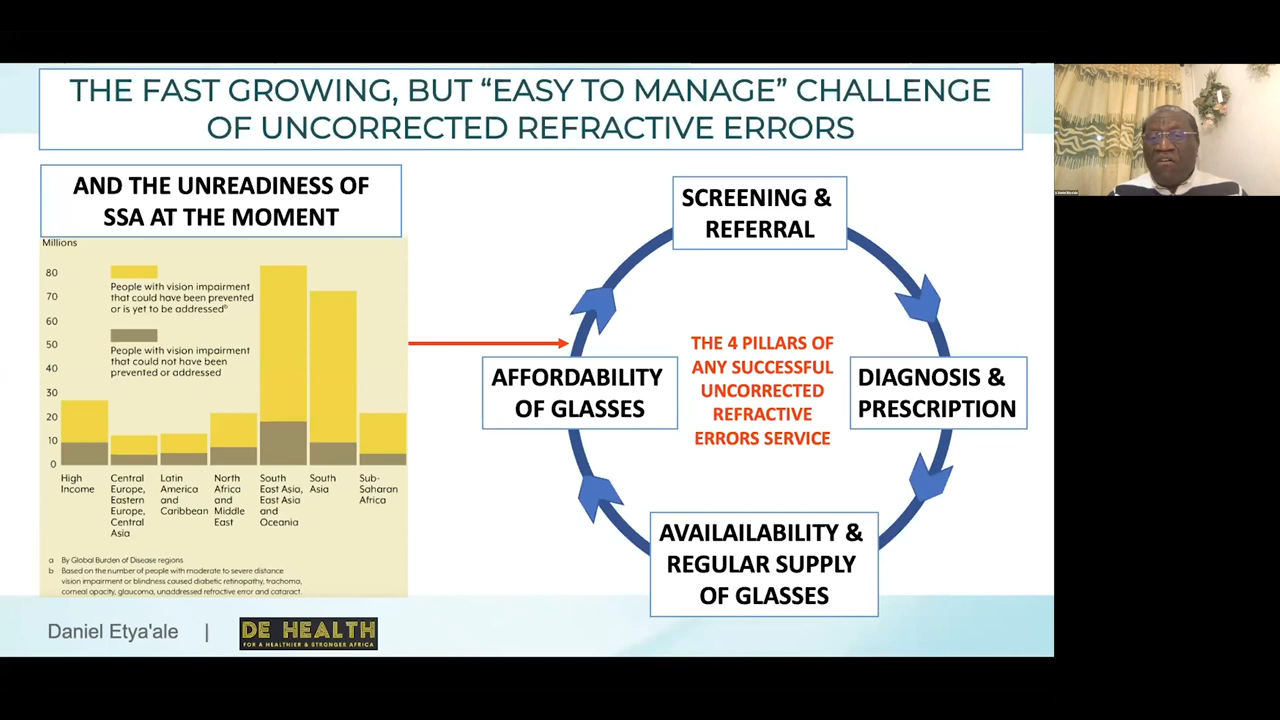 THE FAST GROWING, BUT “EASY TO MANAGE” CHALLENGE
OF UNCORRECTED REFRACTIVE ERRORS
AND THE UNREADINESS OF
SSA AT THE MOMENT
Millions
80
70
60
50
40
30
20
10
0
People with vision impairment
that could have been prevented
or is yet to be addressedᵇ
People with vision impairment
that could not have been
prevented or addressed
High
Income
Central
Europe,
Eastern
Europe,
Central
Asia
Latin
America
and
Caribbean
North
Africa
and
Middle
East
South
East Asia,
East Asia
and
Oceania
South
Asia
Sub-
Saharan
Africa
a By Global Burden of Disease regions
b Based on the number of people with moderate to severe distance
vision impairment or blindness caused diabetic retinopathy, trachoma,
corneal opacity, glaucoma, unaddressed refractive error and cataract.
SCREENING &
REFERRAL
DIAGNOSIS &
PRESCRIPTION
AVAILAILABILITY &
REGULAR SUPPLY
OF GLASSES
AFFORDABILITY
OF GLASSES
THE 4 PILLARS OF
ANY SUCCESSFUL
UNCORRECTED
REFRACTIVE
ERRORS SERVICE
Daniel Etya'ale |
DE HEALTH
FOR A HEALTHIER & STRONGER AFRICA